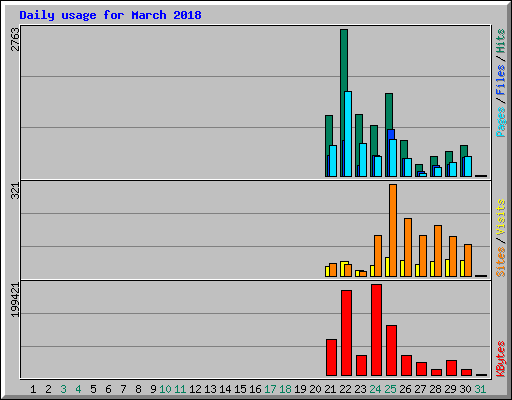 Daily usage for March 2018
2763
Pages / Files / Hits
321
Sites / Visits
199421
KBytes
1 2 3 4 5 6 7 8 9 10 11 12 13 14 15 16 17 18 19 20 21 22 23 24 25 26 27 28 29 30 31